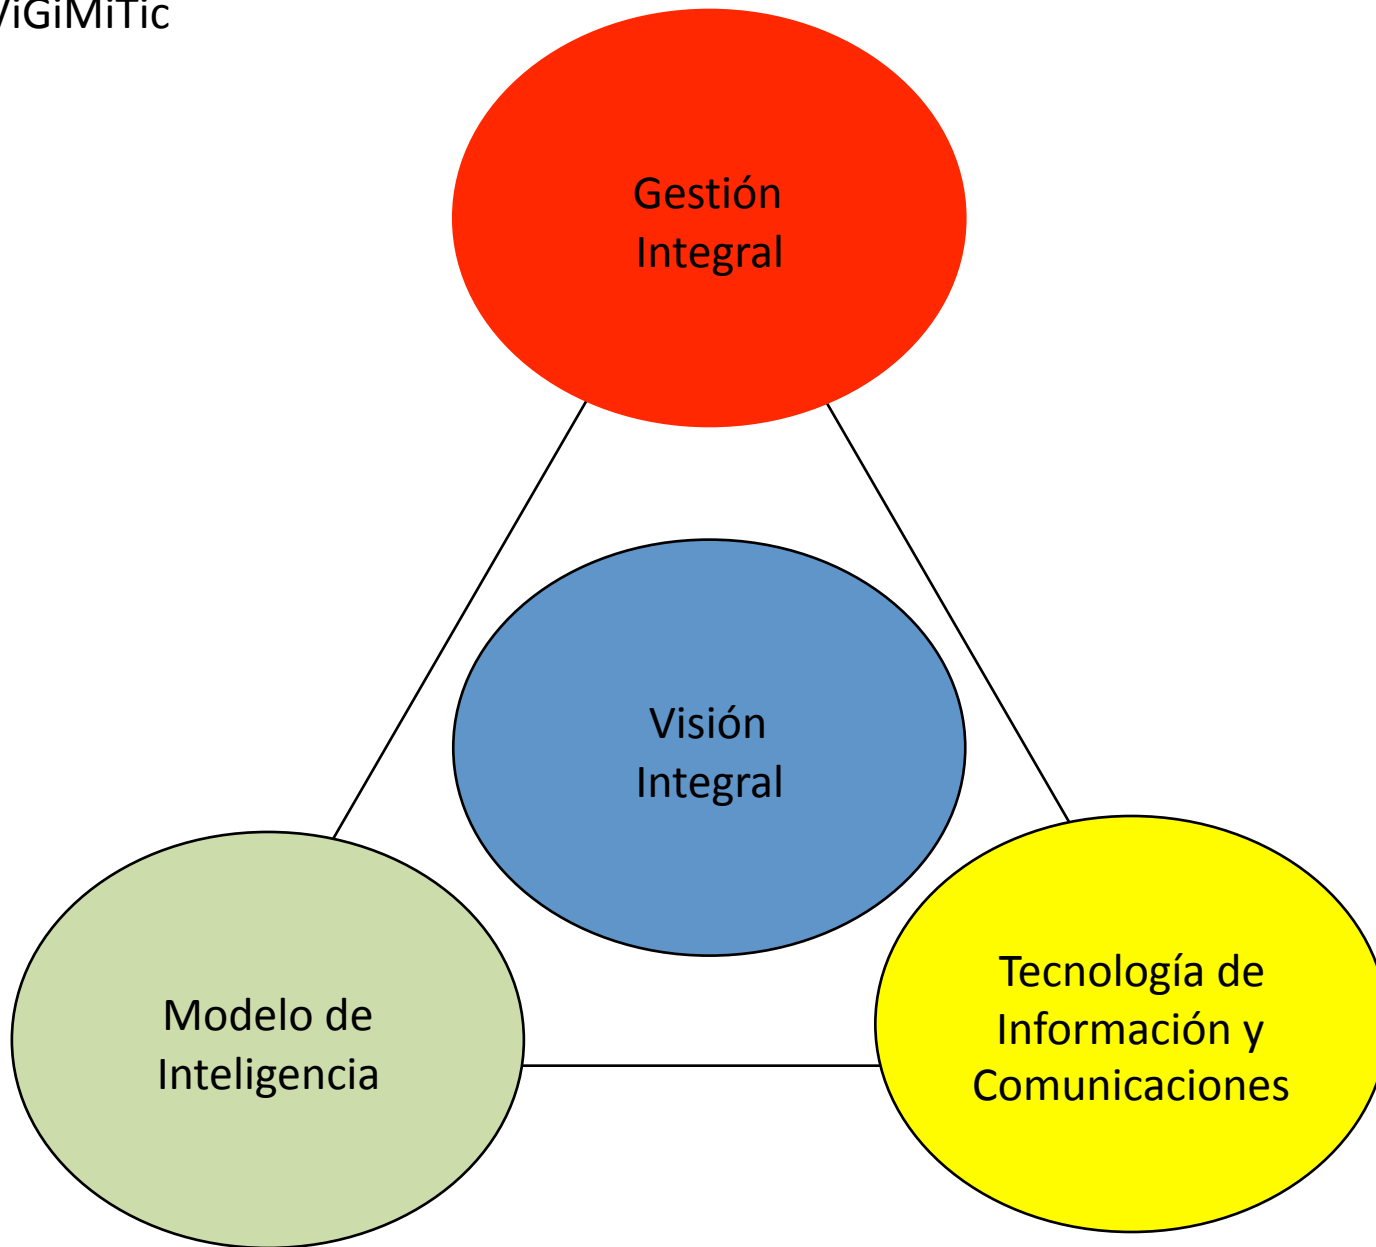 ViGiMiTic
Gestión
Integral
Visión
Integral
Modelo de
Inteligencia
Tecnología de
Información y
Comunicaciones